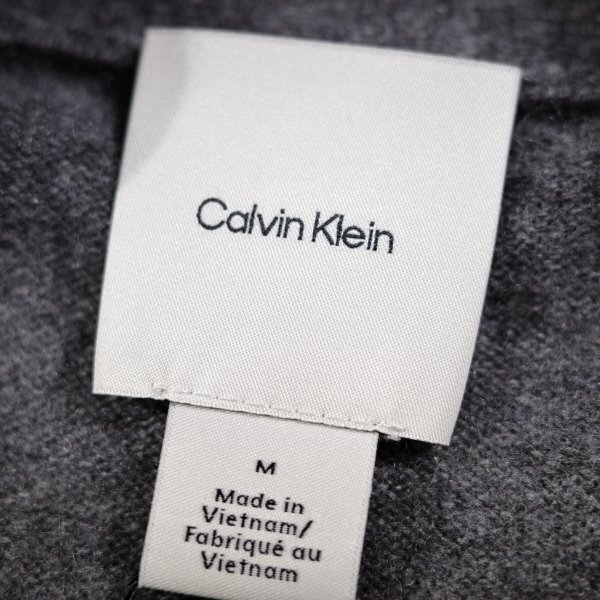 Calvin Klein
M
Made in
Vietnam/
Fabriqué au
Vietnam